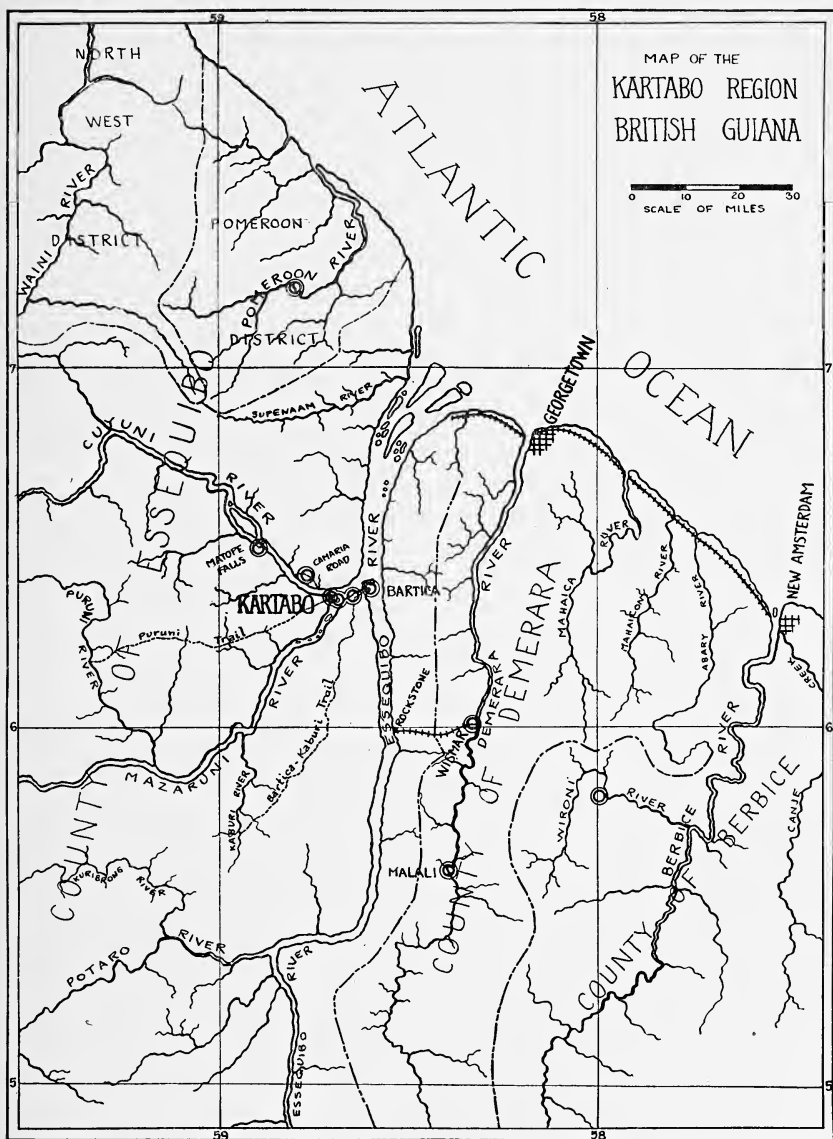 59
58
MAP OF THE
KARTABO REGION
BRITISH GUIANA
0 10 20 30
SCALE OF MILES
ATLANTIC
OCEAN
NORTH
WEST
DISTRICT
WAINI RIVER
POMEROON
DISTRICT
POMEROON RIVER
7
7
SUPENAAM RIVER
GEORGETOWN
NEW AMSTERDAM
CUYUNI RIVER
COUNTY OF ESSEQUIBO
MATOPE
FALLS
CAMARIA
ROAD
KARTABO
BARTICA
RIVER
ESSEQUIBO
PURUNI
RIVER
Puruni Trail
MAZARUNI RIVER
KABURI RIVER
Bartica-Kaburi Trail
ROCKSTONE
WISMAR
DEMERARA
RIVER
COUNTY OF DEMERARA
MAHAICA RIVER
MAHAICONC RIVER
ABARY RIVER
CREEK
CANJE
6
6
WIRONI RIVER
BERBICE RIVER
COUNTY OF BERBICE
MALALI
KURIBRONG RIVER
POTARO RIVER
ESSEQUIBO RIVER
5
5
59
58